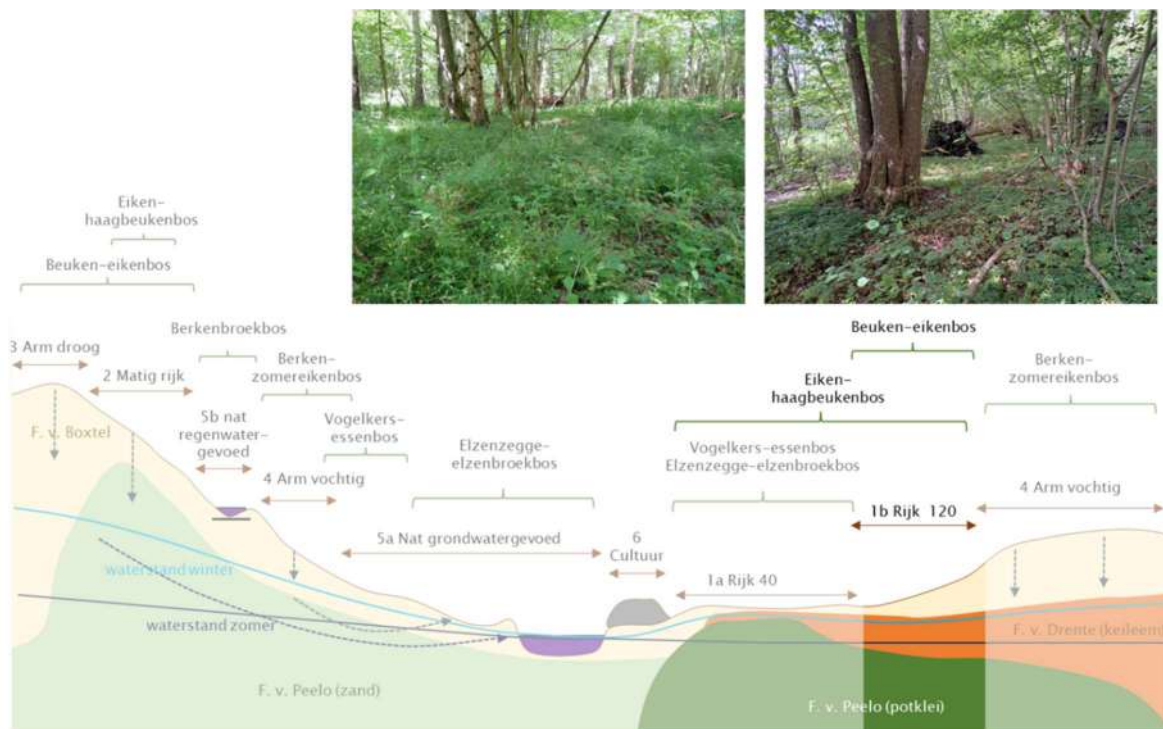 Eiken-
haagbeukenbos
Beuken-eikenbos
Berkenbroekbos
3 Arm droog
2 Matig rijk
Berken-
zomereikenbos
5b nat
regenwater-
gevoed
Vogelkers-
essenbos
4 Arm vochtig
Elzenzegge-
elzenbroekbos
5a Nat grondwatergevoed
6
Cultuur
Beuken-eikenbos
Eiken-
haagbeukenbos
Vogelkers-essenbos
Elzenzegge-elzenbroekbos
Berken-
zomereikenbos
1a Rijk 40
1b Rijk 120
4 Arm vochtig
F. v. Boxtel
waterstand winter
waterstand zomer
F. v. Peelo (zand)
F. v. Peelo (potklei)
F. v. Drente (keileem)